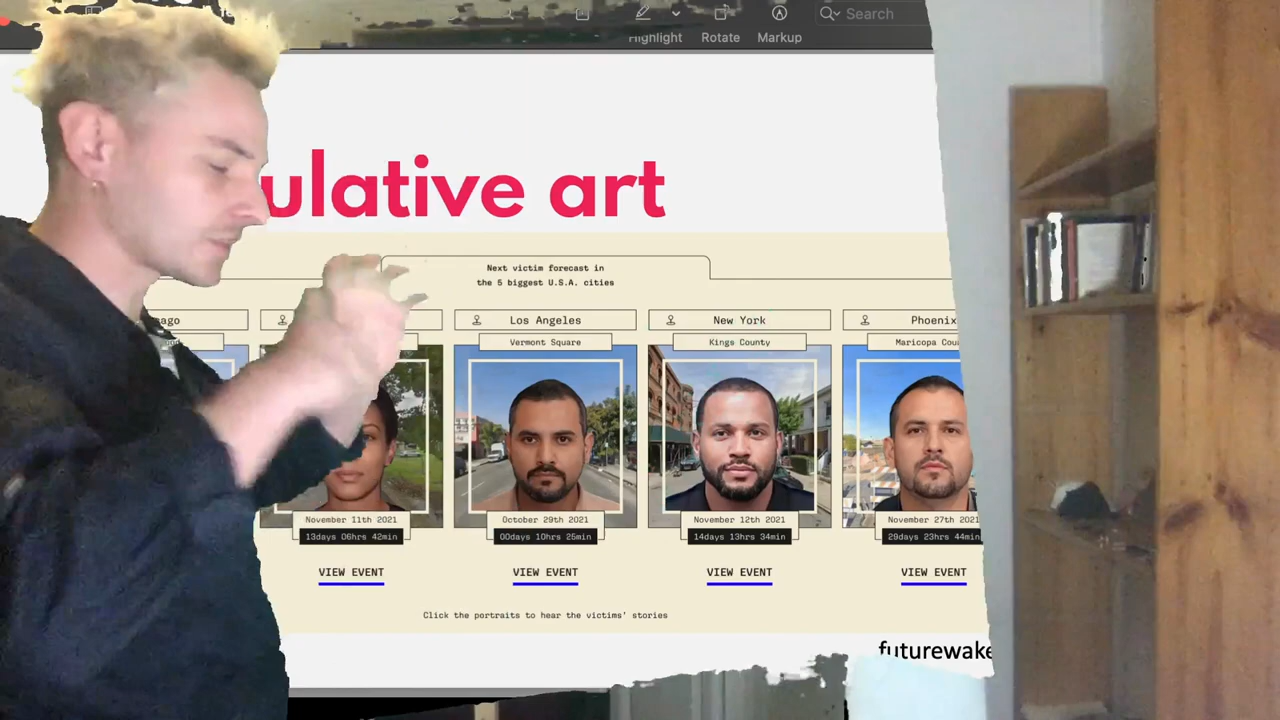 Search
Highlight Rotate Markup
ulative art
Next victim forecast in
the 5 biggest U.S.A. cities
ago Los Angeles New York Phoenix
Vermont Square Kings County Maricopa Cou
November 11th 2021 October 29th 2021 November 12th 2021 November 27th 2021
13days 06hrs 42min 00days 10hrs 25min 14days 13hrs 34min 29days 23hrs 44min
VIEW EVENT VIEW EVENT VIEW EVENT VIEW EVENT
Click the portraits to hear the victims' stories
futurewake